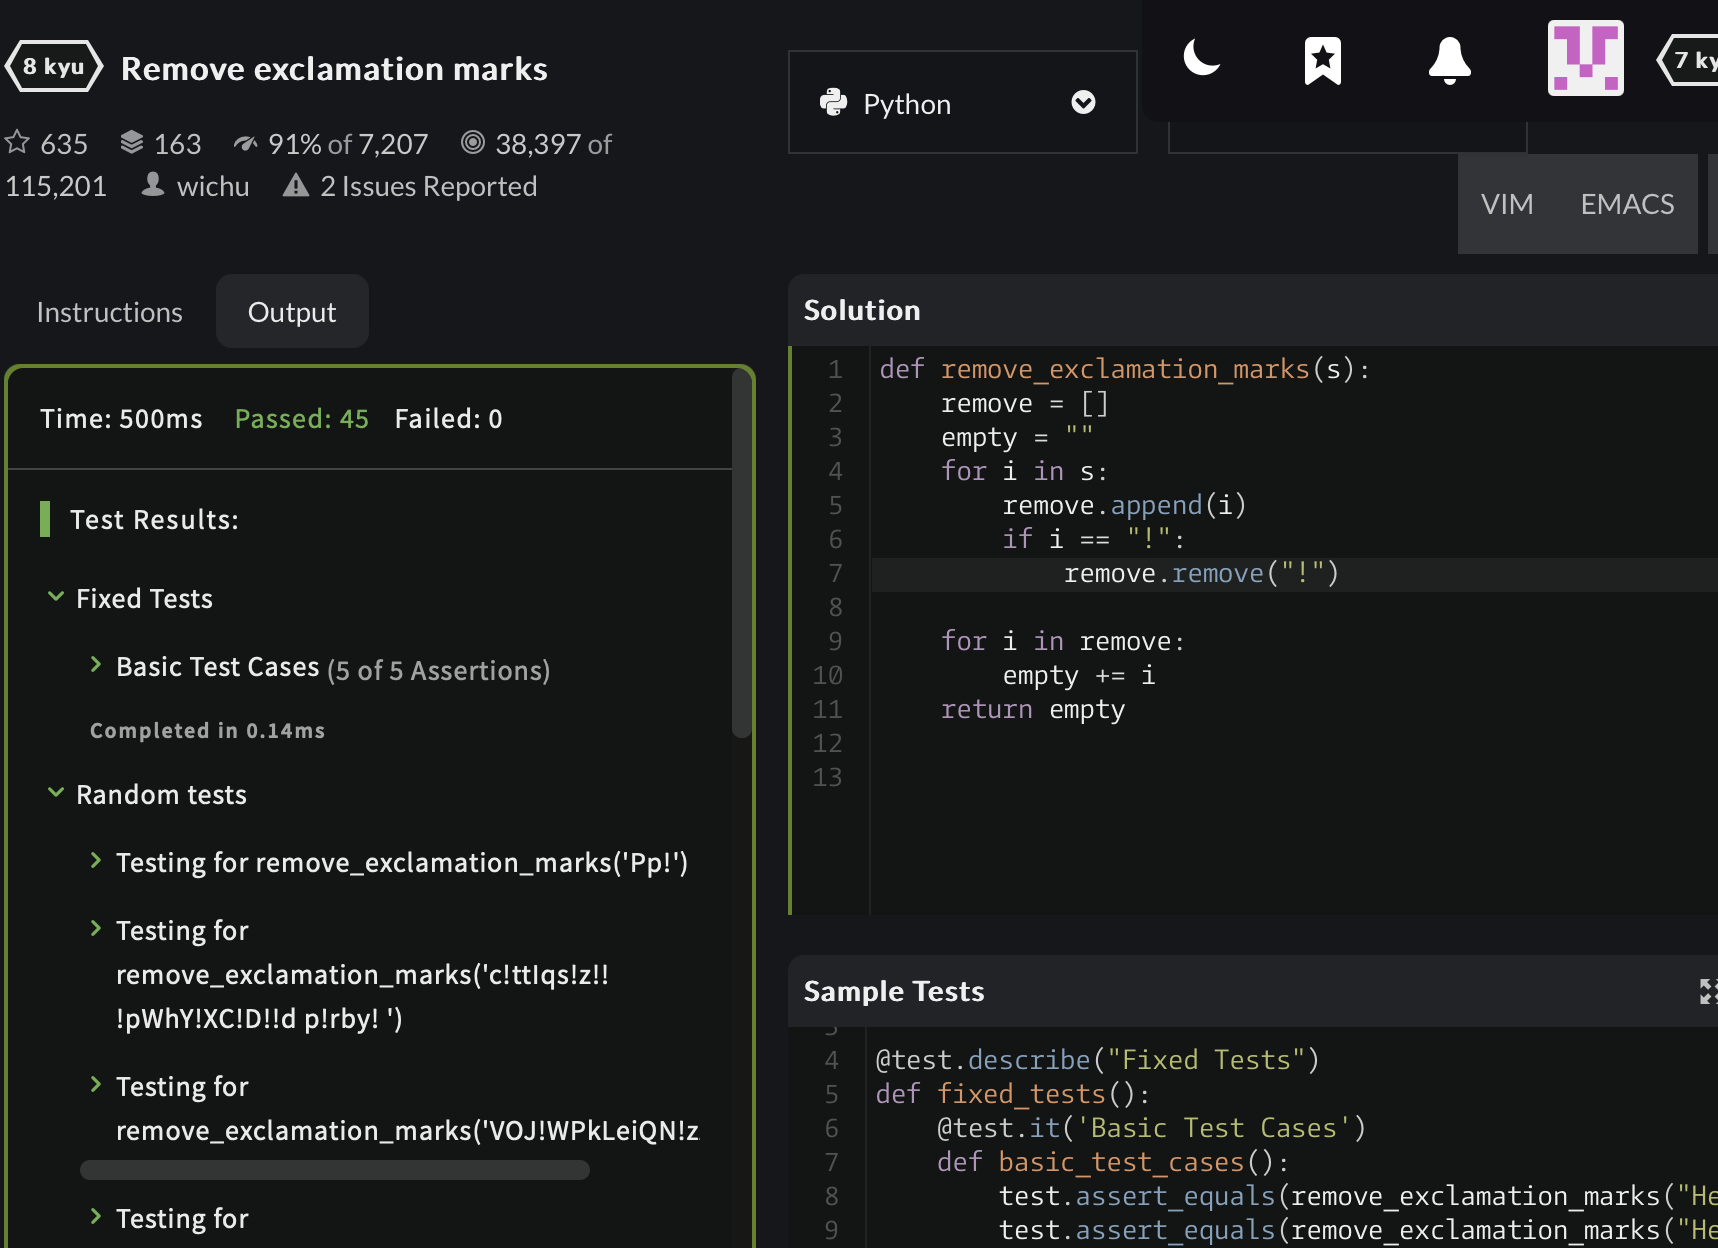 8 kyu Remove exclamation marks
635 163 91% of 7,207 38,397 of
115,201 wichu 2 Issues Reported
Python
7 ky
VIM EMACS
Instructions Output
Time: 500ms Passed: 45 Failed: 0
Test Results:
Fixed Tests
Basic Test Cases (5 of 5 Assertions)
Completed in 0.14ms
Random tests
Testing for remove_exclamation_marks('Pp!')
Testing for
remove_exclamation_marks('c!ttIqs!z!!
!pWhY!XC!D!!d p!rby! ')
Testing for
remove_exclamation_marks('VOJ!WPkLeiQN!z
Testing for
Solution
1 def remove_exclamation_marks(s):
2     remove = []
3     empty = ""
4     for i in s:
5         remove.append(i)
6         if i == "!":
7             remove.remove("!")
8
9     for i in remove:
10         empty += i
11     return empty
12
13
Sample Tests
3
4 @test.describe("Fixed Tests")
5 def fixed_tests():
6     @test.it('Basic Test Cases')
7     def basic_test_cases():
8         test.assert_equals(remove_exclamation_marks("He
9         test.assert_equals(remove_exclamation_marks("He